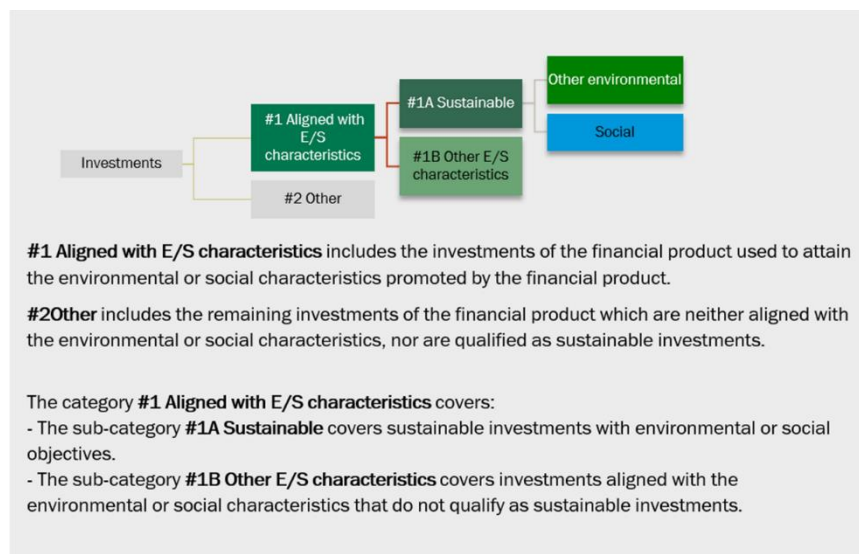 Other environmental
#1A Sustainable
#1 Aligned with
E/S
characteristics
Social
Investments
#1B Other E/S
characteristics
#2 Other
#1 Aligned with E/S characteristics includes the investments of the financial product used to attain
the environmental or social characteristics promoted by the financial product.
#2Other includes the remaining investments of the financial product which are neither aligned with
the environmental or social characteristics, nor are qualified as sustainable investments.
The category #1 Aligned with E/S characteristics covers:
- The sub-category #1A Sustainable covers sustainable investments with environmental or social
objectives.
- The sub-category #1B Other E/S characteristics covers investments aligned with the
environmental or social characteristics that do not qualify as sustainable investments.